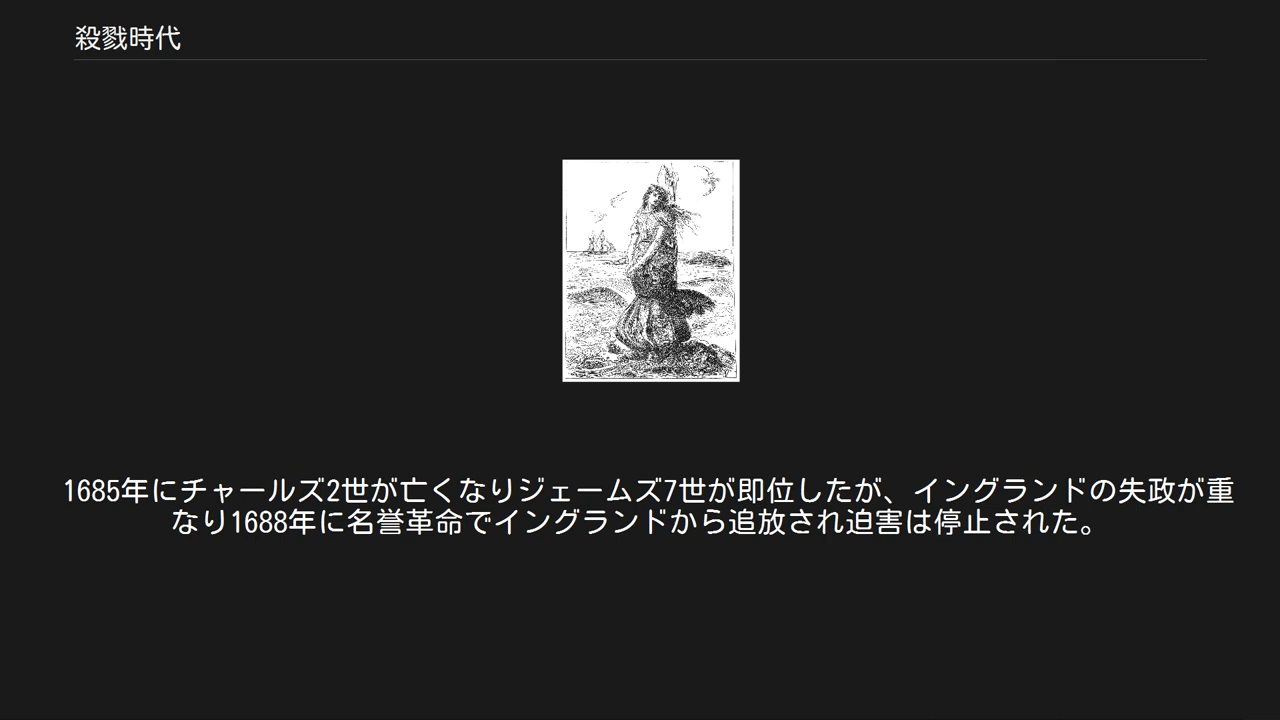 殺戮時代
1685年にチャールズ2世が亡くなりジェームズ7世が即位したが、イングランドの失政が重
なり1688年に名誉革命でイングランドから追放され迫害は停止された。